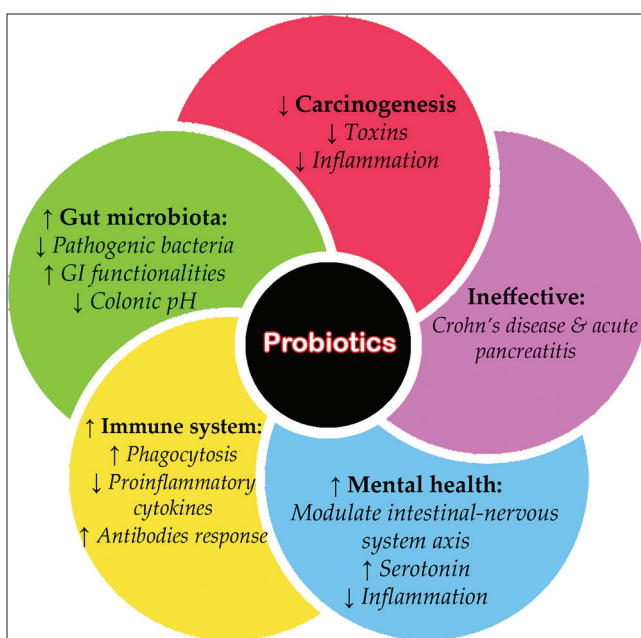 ↓ Carcinogenesis
↓ Toxins
↓ Inflammation
↑ Gut microbiota:
↓ Pathogenic bacteria
↑ GI functionalities
↓ Colonic pH
Ineffective:
Crohn's disease & acute
pancreatitis
Probiotics
↑ Immune system:
↑ Phagocytosis
↓ Proinflammatory
cytokines
↑ Antibodies response
↑ Mental health:
Modulate intestinal-nervous
system axis
↑ Serotonin
↓ Inflammation